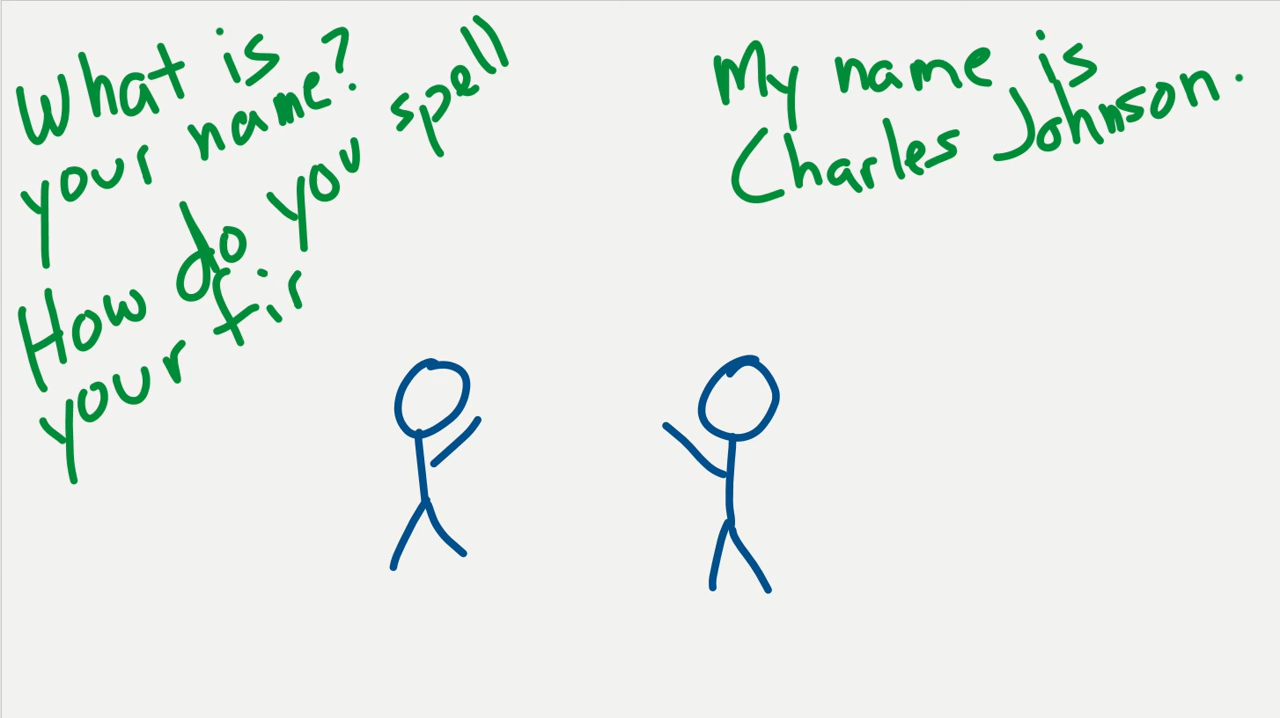 What is
your name?
How do you spell
your fir
My name is
Charles Johnson.